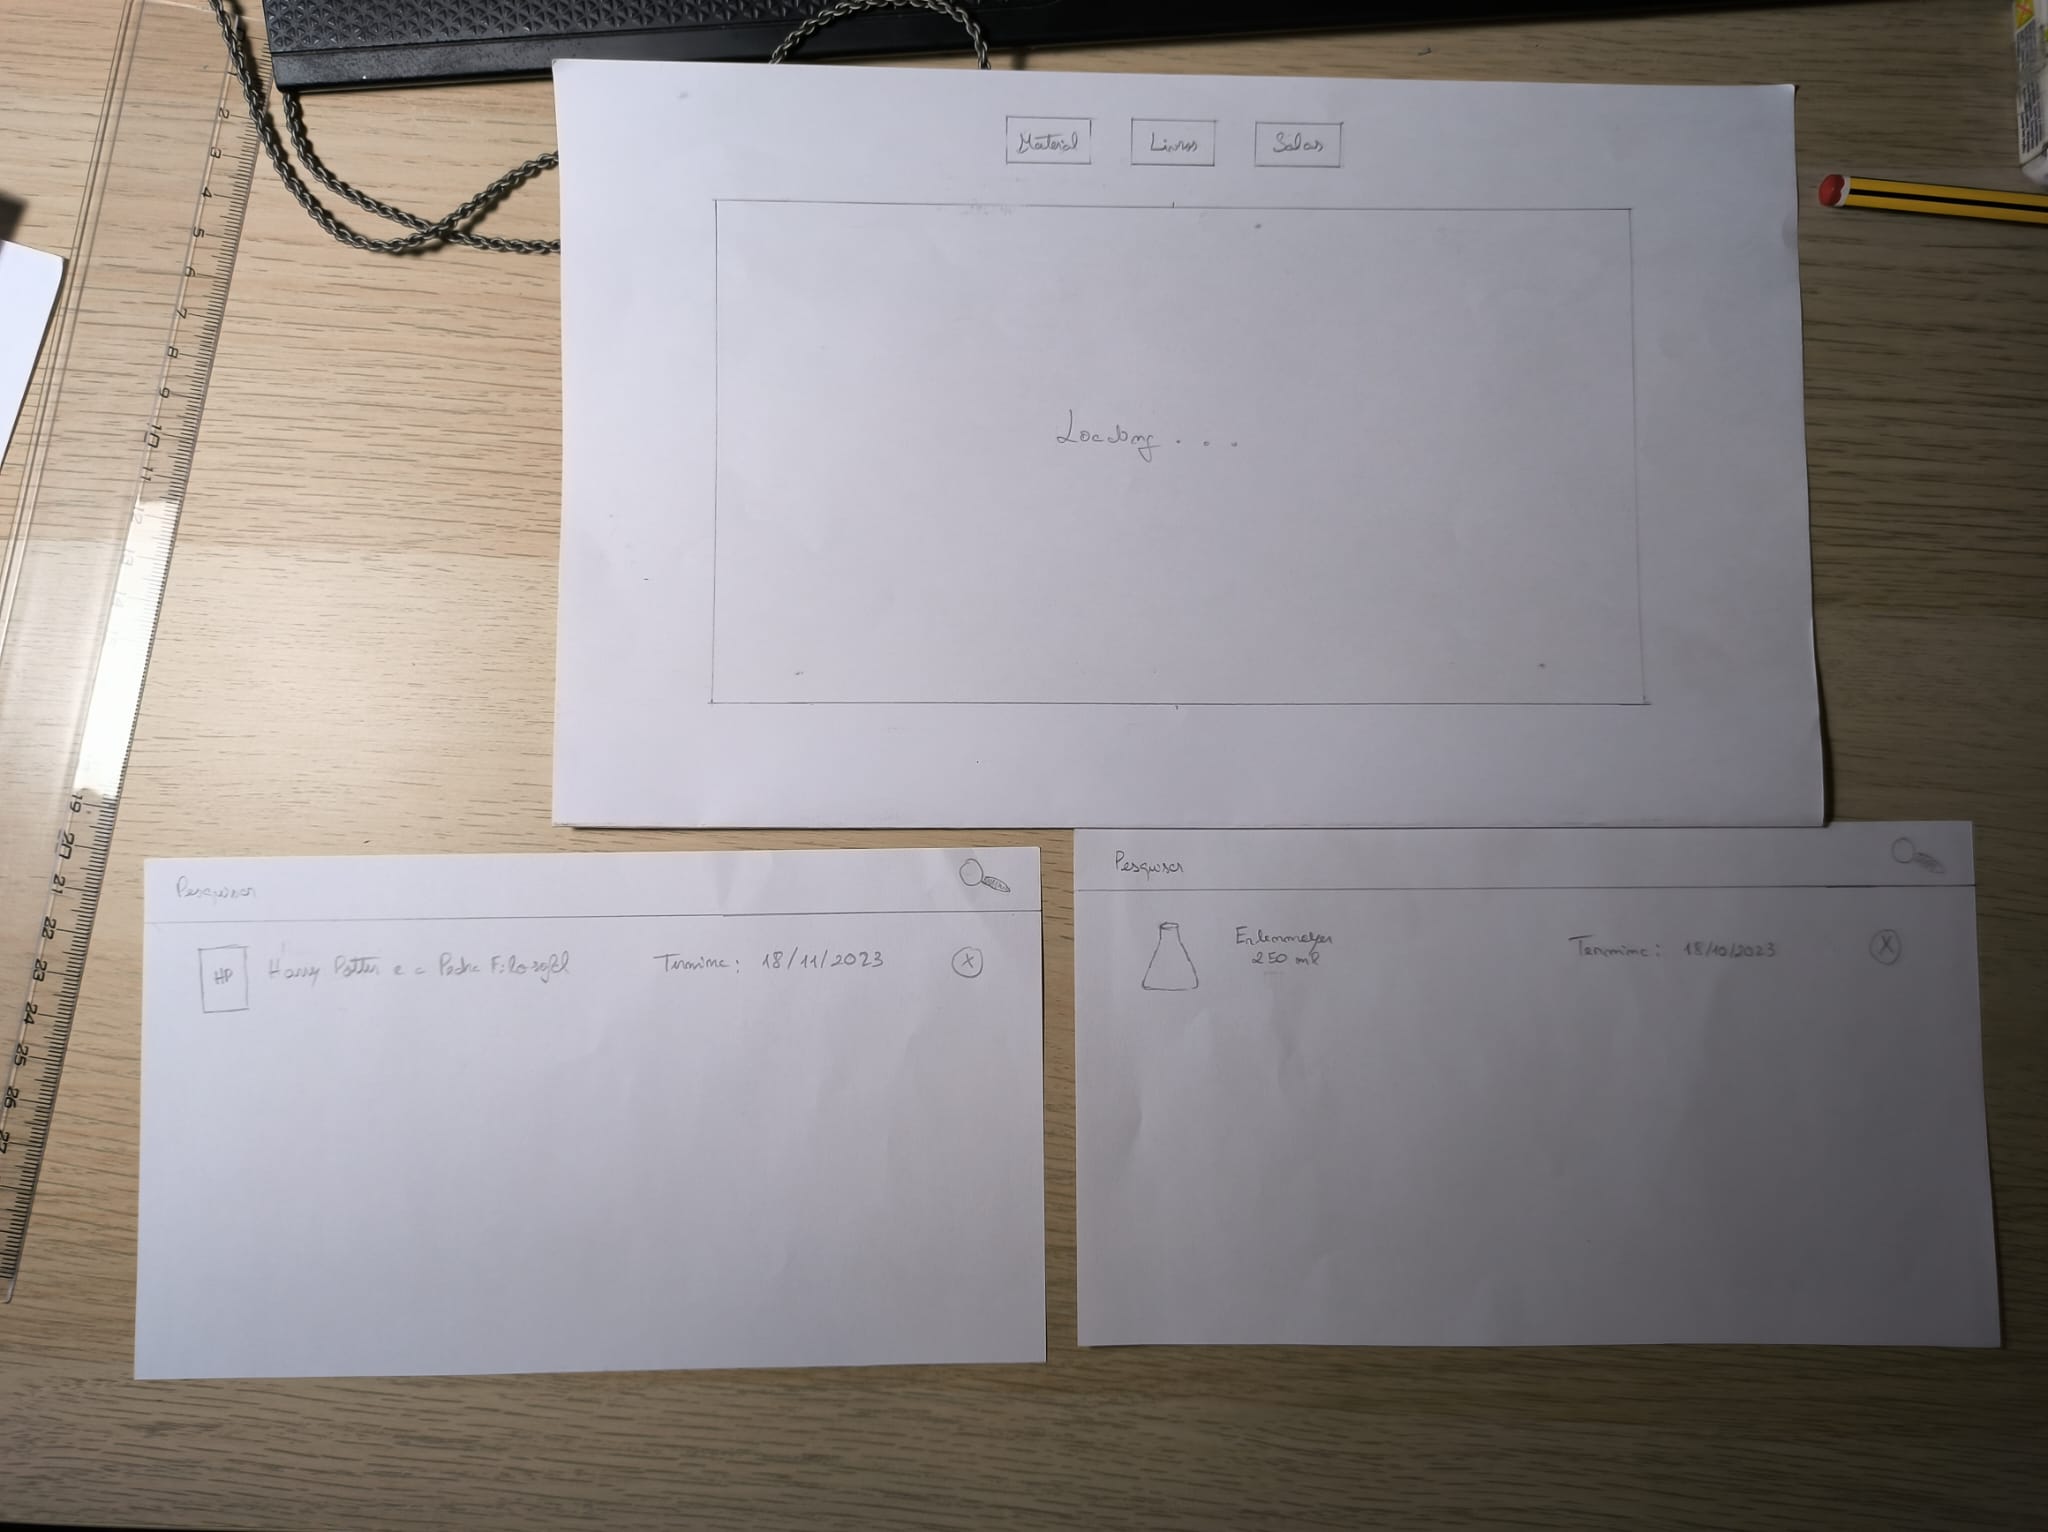 Material
Livros
Salas
Loading...
Pesquisar
HP
Harry Potter e a Pedra Filosofal
Termina: 18/11/2023
X
Pesquisar
Erlenmeyer
250 ml
Termina: 18/10/2023
X
2
3
4
5
6
7
8
9
10
11
12
13
14
19
20
21
22
23
24
25
26
27